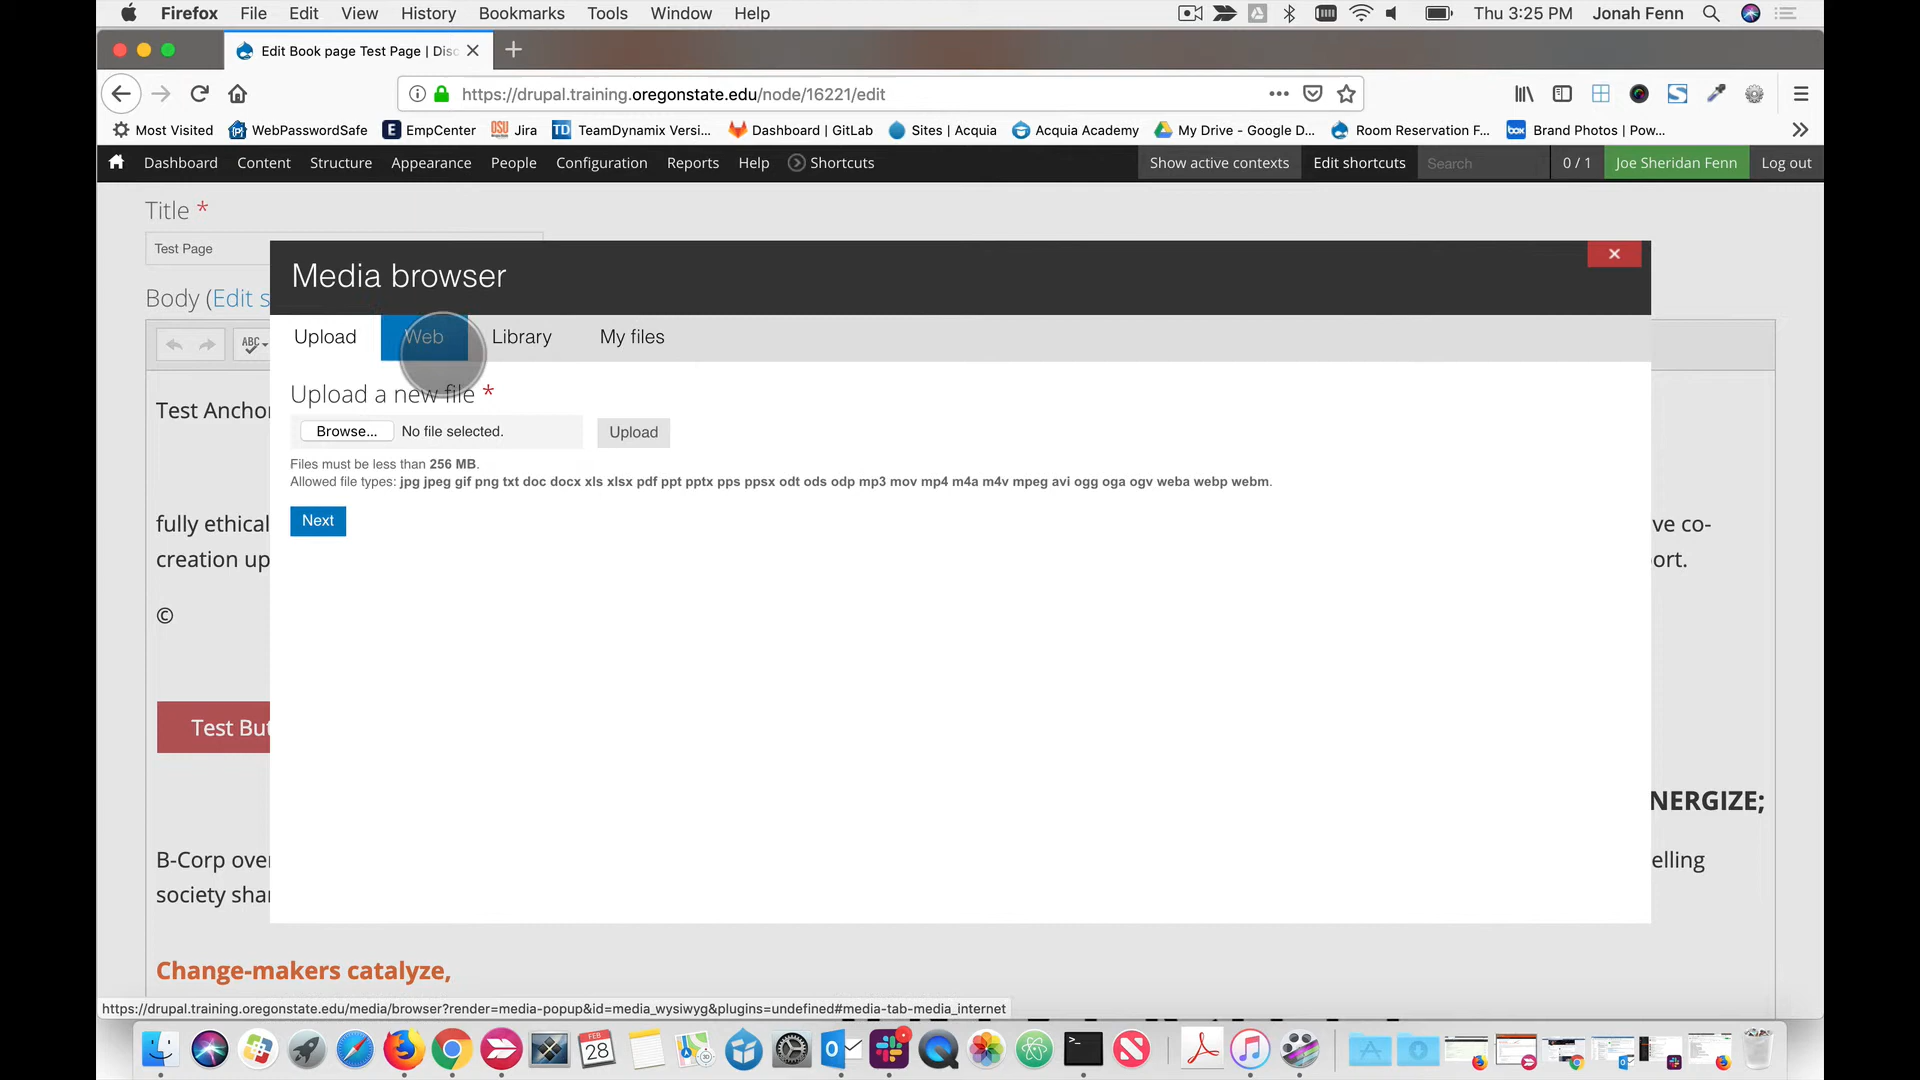 Firefox File Edit View History Bookmarks Tools Window Help Thu 3:25 PM Jonah Fenn
Edit Book page Test Page | Disc
https://drupal.training.oregonstate.edu/node/16221/edit
Most Visited WebPasswordSafe EmpCenter OSU Jira TD TeamDynamix Versi... Dashboard | GitLab Sites | Acquia Acquia Academy My Drive - Google D... Room Reservation F... box Brand Photos | Pow...
Dashboard Content Structure Appearance People Configuration Reports Help Shortcuts Show active contexts Edit shortcuts Search 0 / 1 Joe Sheridan Fenn Log out
Title *
Test Page
Media browser
Body (Edit s
Upload Web Library My files
ABC
Upload a new file *
Test Anchor
Browse... No file selected. Upload
Files must be less than 256 MB.
Allowed file types: jpg jpeg gif png txt doc docx xls xlsx pdf ppt pptx pps ppsx odt ods odp mp3 mov mp4 m4a m4v mpeg avi ogg oga ogv weba webp webm.
Next
fully ethical ve co-
creation up ort.
©
Test But
NERGIZE;
B-Corp over elling
society shar
Change-makers catalyze,
https://drupal.training.oregonstate.edu/media/browser?render=media-popup&id=media_wysiwyg&plugins=undefined#media-tab-media_internet
FEB
28